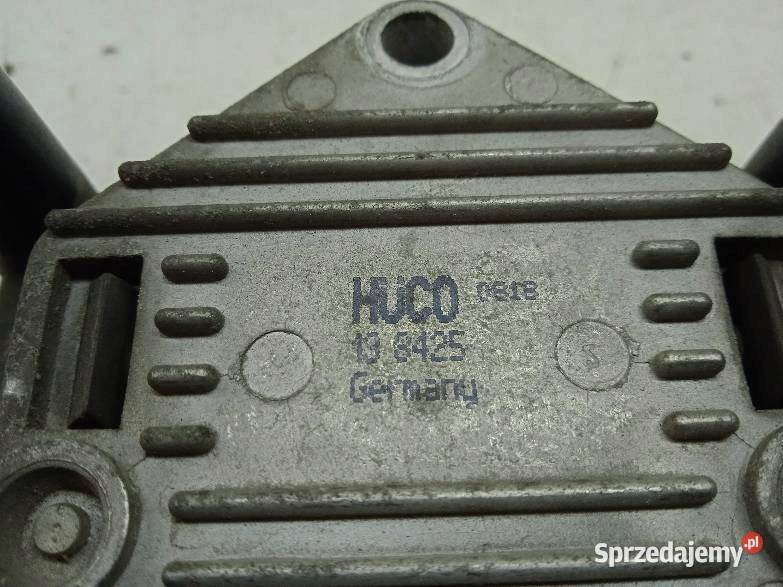 HÜCO 0618
13 8425
Germany
Sprzedajemy.pl